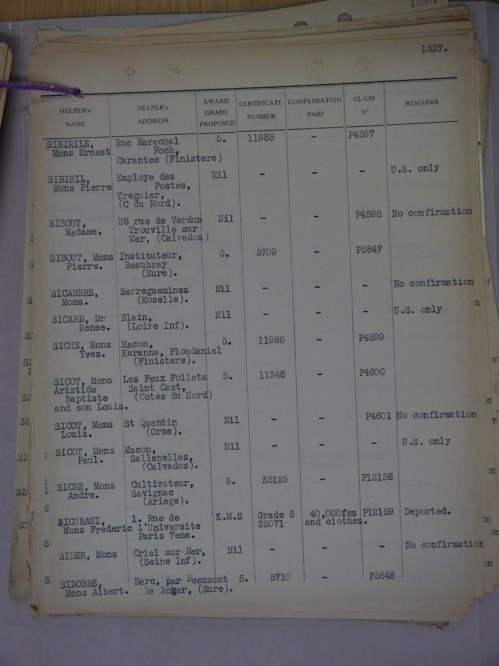 1527.
HELPER's NAME HELPER's ADDRESS AWARD GRADE PROPOSED CERTIFICATE NUMBER COMPENSATION PAID CLAIM Nº REMARKS
SIBIRILE, Rue Marechal 5. 11985 - P4597
Mons Ernest Foch,
Carantec (Finistere)
SIBIRIL, Employe des Nil - - - U.S. only
Mons Pierre Postes,
Treguier,
(C du Nord).
SIBOUT, 26 rue de Verdun Nil - - P4598 No confirmation
Madame. Trouville sur
Mer, (Calvados)
SIBOUT, Mons Instituteur, 5. 5709 - P5847
Pierre. Beaubray
(Eure).
SICAMBRE, Sarreguemines Nil - - - No confirmation
Mons. (Moselle).
SICARD, Dr Blain, Nil - - - U.S. only
Renee. (Loire Inf).
SICHE, Mons Macon, 5. 11986 - P4599
Yves. Keranna, Ploudaniel
(Finistere).
SICOT, Mons Les Feux Follets 5. 11346 - P4600
Aristide Saint Cast,
Baptiste (Cotes du Nord)
and son Louis.
SICOT, Mons St Quentin Nil - - P4601 No confirmation
Louis. (Orne).
SICOT, Mons Macon, Nil - - - U.S. only
Paul. Sallenelles,
(Calvados).
SICRE, Mons Cultivateur, 5. 35125 - P12158
Andre. Savignac
(Ariege).
SICURANI, 1. Rue de K.M.S Grade 5 40,000fcs P12159 Deported.
Mons Frederic l'Universite 32071 and clothes.
Paris 7eme.
SIDER, Mons Criel sur Mer, Nil - - - No confirmation
(Seine Inf).
SIDOBRE, Barc, par Beaumont 5. 5710 - P5848
Mons Albert. le Roger, (Eure).